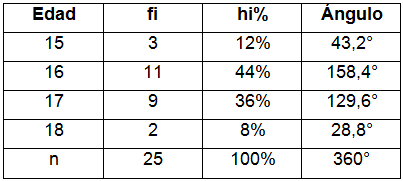 Edad fi hi% Ángulo
15 3 12% 43,2°
16 11 44% 158,4°
17 9 36% 129,6°
18 2 8% 28,8°
n 25 100% 360°